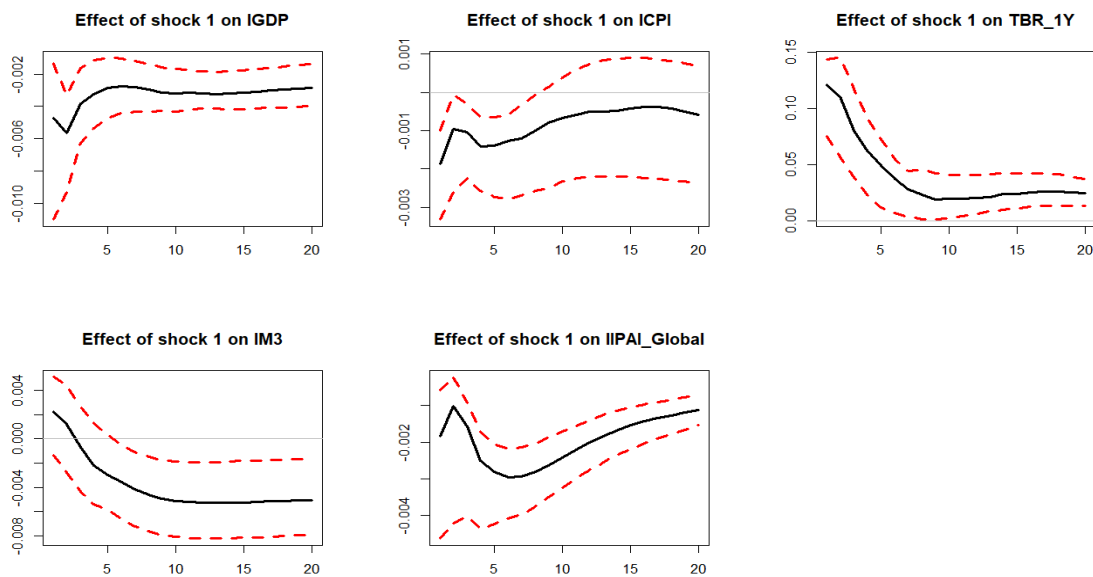 Effect of shock 1 on lGDP
-0.002
-0.006
-0.010
5 10 15 20
Effect of shock 1 on lCPI
0.001
-0.001
-0.003
5 10 15 20
Effect of shock 1 on TBR_1Y
0.15
0.10
0.05
0.00
5 10 15 20
Effect of shock 1 on lM3
0.004
0.000
-0.004
-0.008
5 10 15 20
Effect of shock 1 on lIPAI_Global
-0.002
-0.004
5 10 15 20